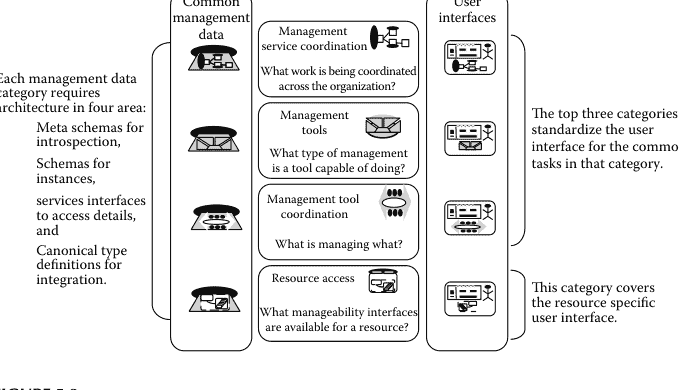 Common
management
data
User
interfaces
Management
service coordination
What work is being coordinated
across the organization?
Each management data
category requires
architecture in four area:
Meta schemas for
introspection,
Schemas for
instances,
services interfaces
to access details,
and
Canonical type
definitions for
integration.
Management
tools
What type of management
is a tool capable of doing?
Management tool
coordination
What is managing what?
Resource access
What manageability interfaces
are available for a resource?
The top three categories
standardize the user
interface for the commo
tasks in that category.
This category covers
the resource specific
user interface.